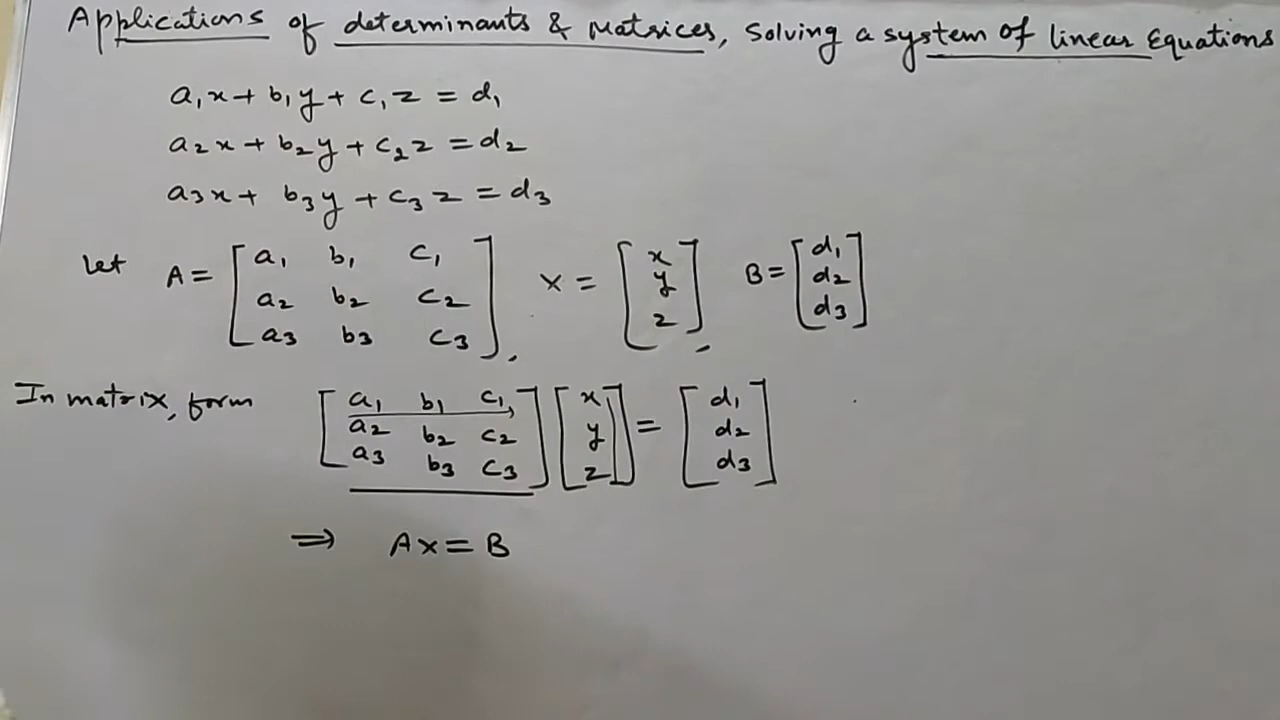 Applications of determinants & Matrices, Solving a system of linear Equations
a₁x + b₁y + c₁z = d₁
a₂x + b₂y + c₂z = d₂
a₃x + b₃y + c₃z = d₃
Let A = [a₁ b₁ c₁; a₂ b₂ c₂; a₃ b₃ c₃], X = [x; y; z], B = [d₁; d₂; d₃]
In matrix, form [a₁ b₁ c₁; a₂ b₂ c₂; a₃ b₃ c₃] [x; y; z] = [d₁; d₂; d₃]
⇒ AX = B